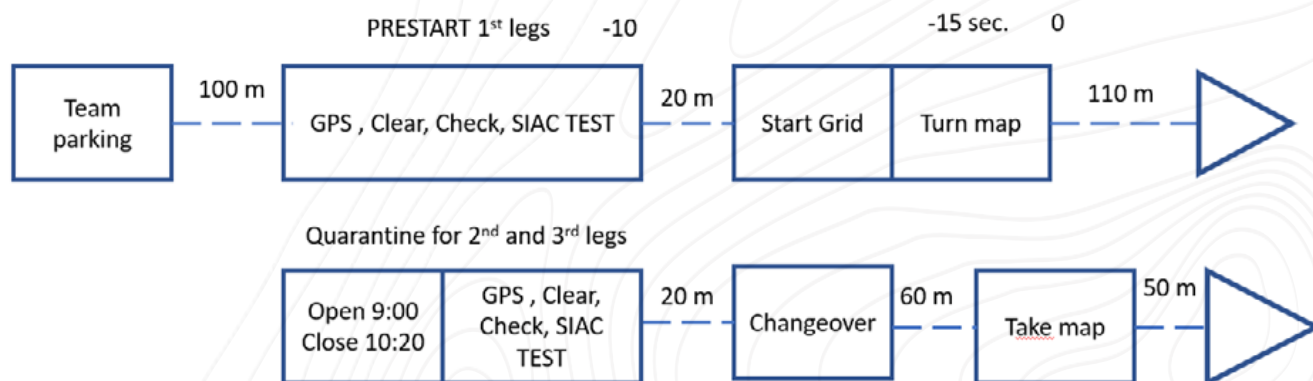 PRESTART 1st legs -10 -15 sec. 0
Team
parking
100 m
GPS , Clear, Check, SIAC TEST
20 m
Start Grid
Turn map
110 m
Quarantine for 2nd and 3rd legs
Open 9:00
Close 10:20
GPS , Clear,
Check, SIAC
TEST
20 m
Changeover
60 m
Take map
50 m